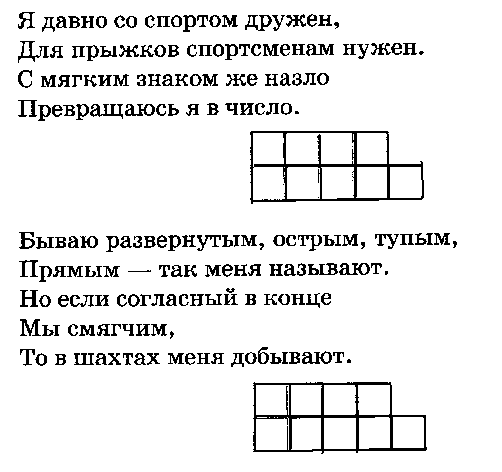 Я давно со спортом дружен,
Для прыжков спортсменам нужен.
С мягким знаком же назло
Превращаюсь я в число.
Бываю развернутым, острым, тупым,
Прямым — так меня называют.
Но если согласный в конце
Мы смягчим,
То в шахтах меня добывают.